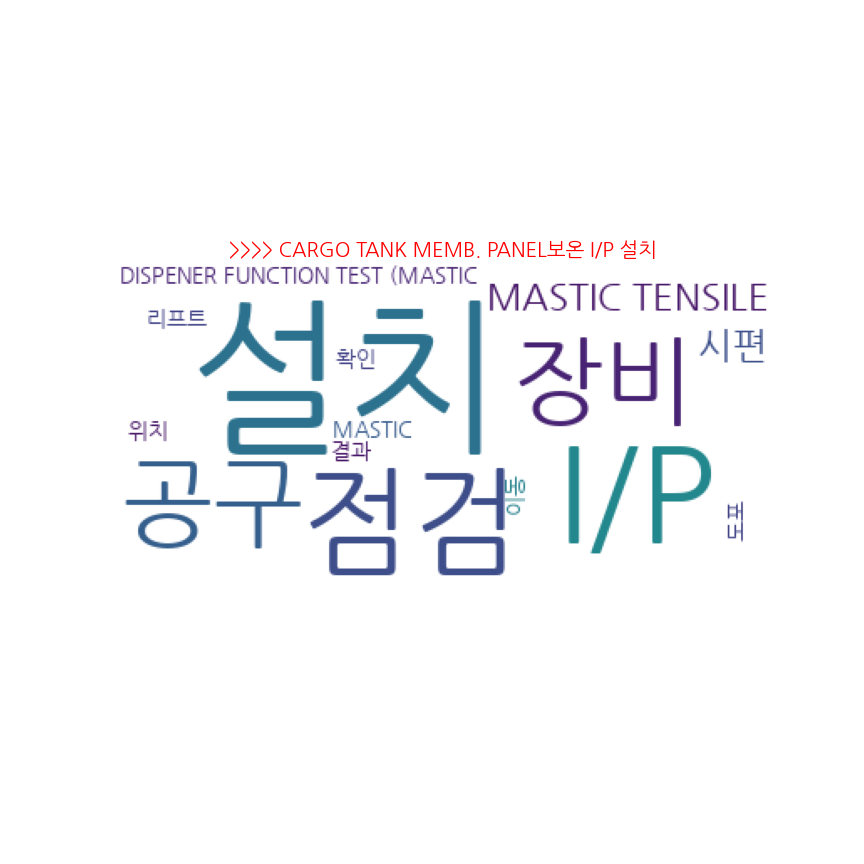 >>>> CARGO TANK MEMB. PANEL보온 I/P 설치
DISPENER FUNCTION TEST (MASTIC
MASTIC TENSILE
리프트
설치
확인
장비
시편
위치
MASTIC
결과
공구
점검
I/P